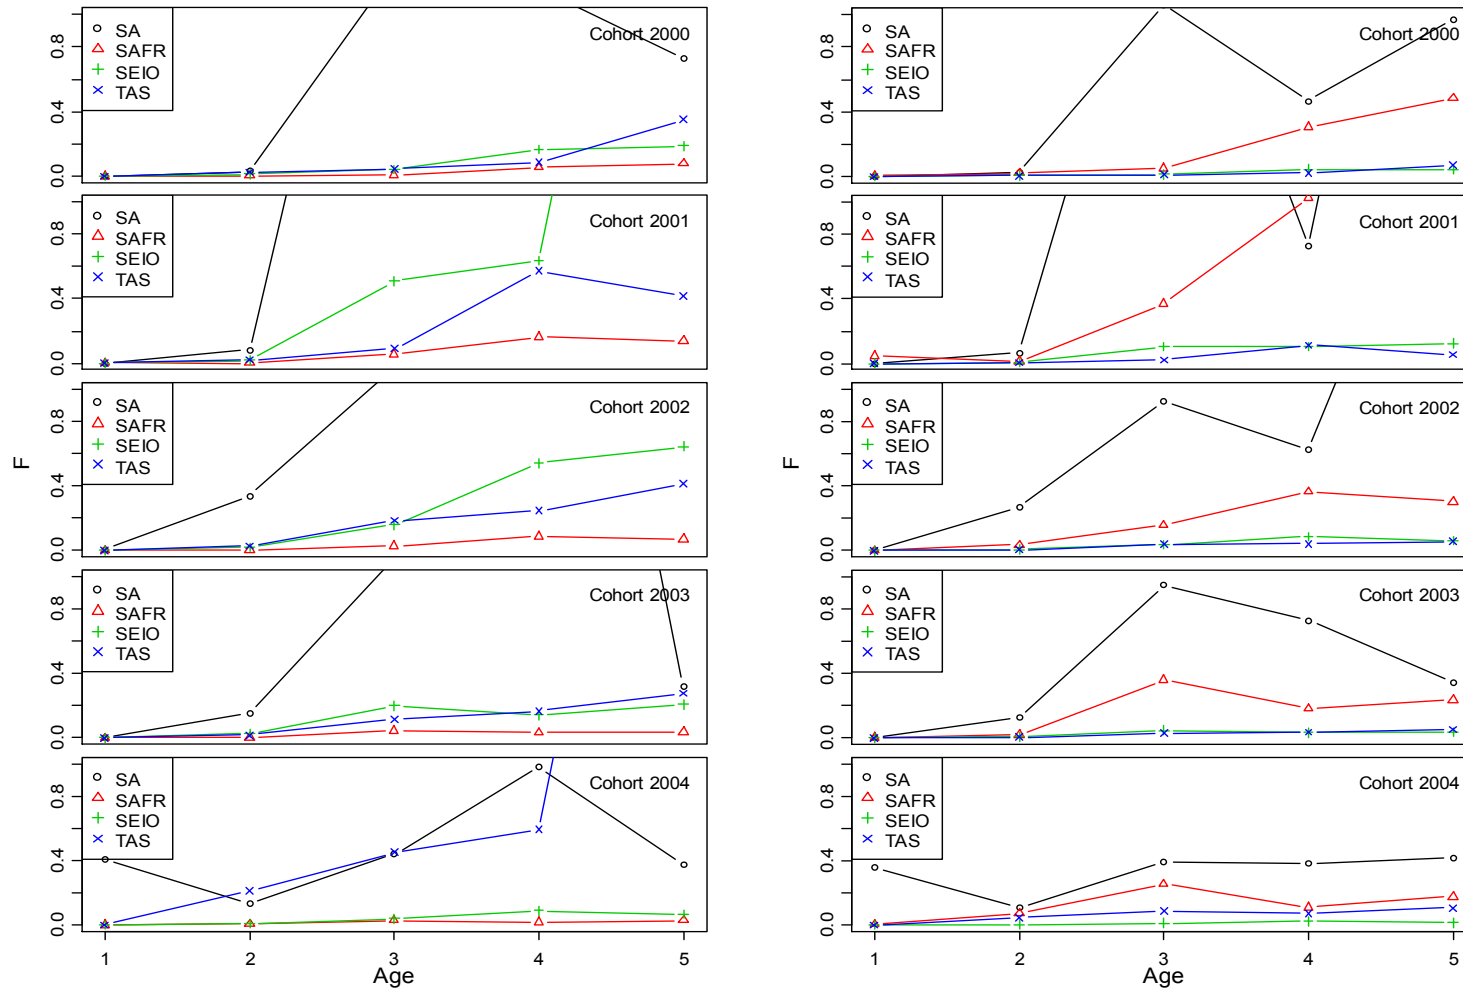 SA
SAFR
SEIO
TAS
Cohort 2000
0.0 0.4 0.8
SA
SAFR
SEIO
TAS
Cohort 2001
0.0 0.4 0.8
SA
SAFR
SEIO
TAS
Cohort 2002
0.0 0.4 0.8
F
SA
SAFR
SEIO
TAS
Cohort 2003
0.0 0.4 0.8
SA
SAFR
SEIO
TAS
Cohort 2004
0.0 0.4 0.8
1 2 3 4 5
Age
SA
SAFR
SEIO
TAS
Cohort 2000
0.0 0.4 0.8
SA
SAFR
SEIO
TAS
Cohort 2001
0.0 0.4 0.8
SA
SAFR
SEIO
TAS
Cohort 2002
0.0 0.4 0.8
F
SA
SAFR
SEIO
TAS
Cohort 2003
0.0 0.4 0.8
SA
SAFR
SEIO
TAS
Cohort 2004
0.0 0.4 0.8
1 2 3 4 5
Age